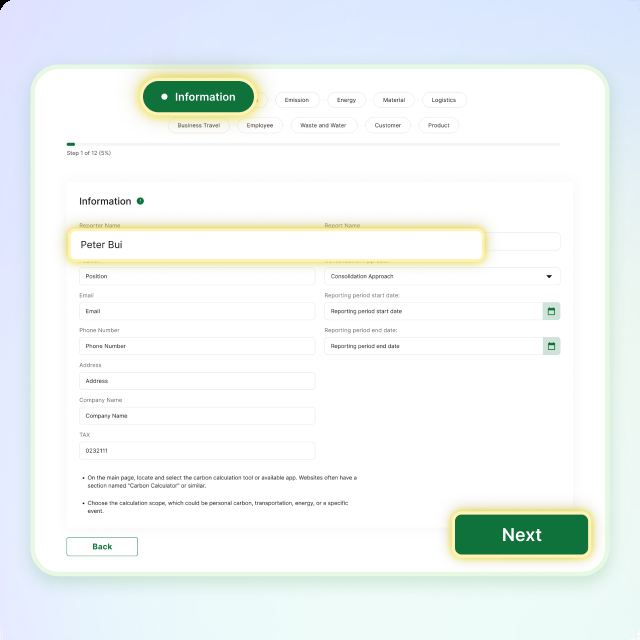 Information
Emission
Energy
Material
Logistics
Business Travel
Employee
Waste and Water
Customer
Product
Step 1 of 12 (5%)
Information
Reporter Name
Report Name
Peter Bui
Position
Consolidation Approach
Email
Reporting period start date:
Email
Reporting period start date
Phone Number
Reporting period end date:
Phone Number
Reporting period end date
Address
Address
Company Name
Company Name
TAX
0232111
• On the main page, locate and select the carbon calculation tool or available app. Websites often have a
section named "Carbon Calculator" or similar.
• Choose the calculation scope, which could be personal carbon, transportation, energy, or a specific
event.
Back
Next